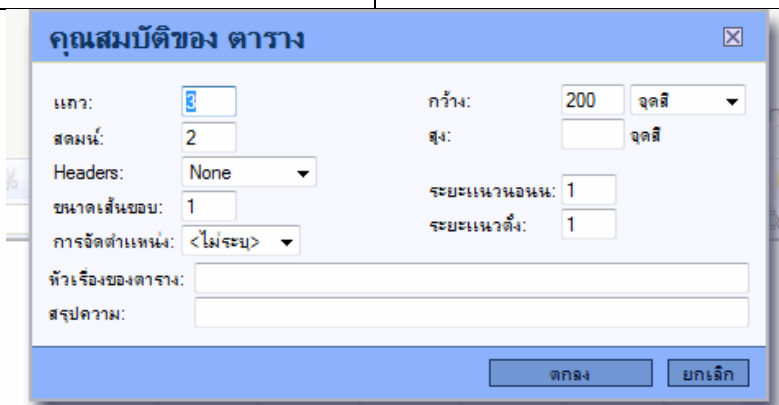 คุณสมบัติของ ตาราง
แถว: 3
สดมน์: 2
Headers: None
ขนาดเส้นขอบ: 1
การจัดตำแหน่ง: <ไม่ระบุ>
กว้าง: 200 จุดสี
สูง: จุดสี
ระยะแนวนอนน: 1
ระยะแนวตั้ง: 1
หัวเรื่องของตาราง:
สรุปความ:
ตกลง ยกเลิก